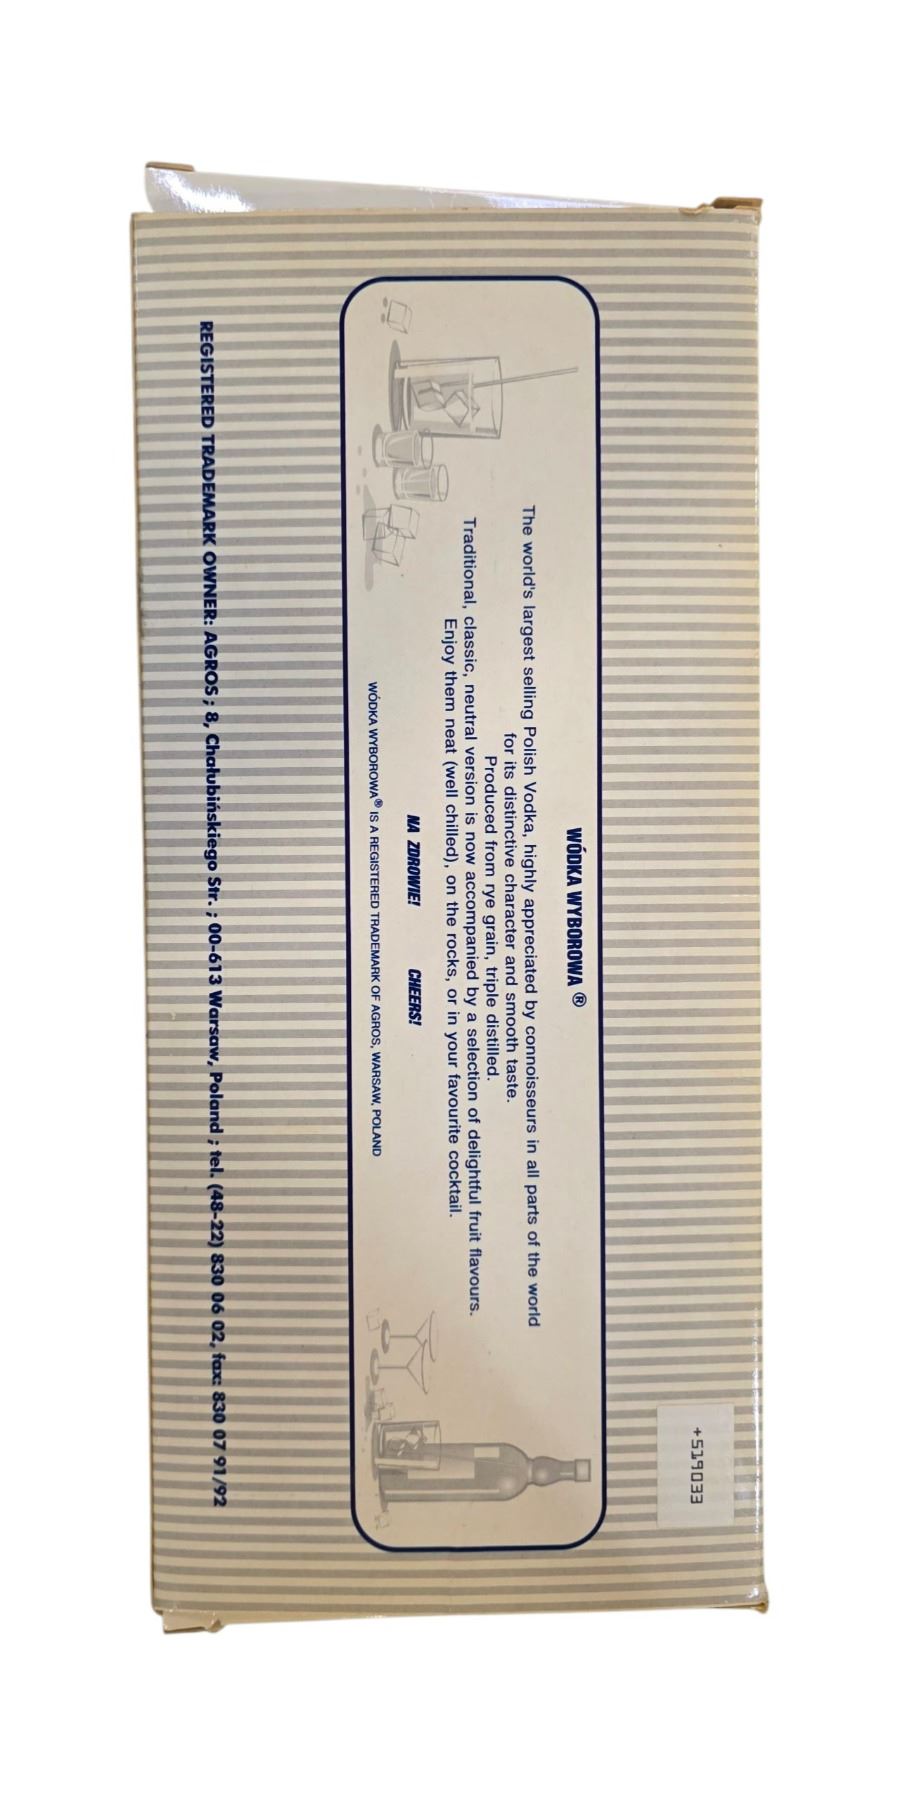 +519033
WÓDKA WYBOROWA ®
The world's largest selling Polish Vodka, highly appreciated by connoisseurs in all parts of the world
for its distinctive character and smooth taste.
Produced from rye grain, triple distilled.
Traditional, classic, neutral version is now accompanied by a selection of delightful fruit flavours.
Enjoy them neat (well chilled), on the rocks, or in your favourite cocktail.
NA ZDROWIE! CHEERS!
WÓDKA WYBOROWA® IS A REGISTERED TRADEMARK OF AGROS, WARSAW, POLAND
REGISTERED TRADEMARK OWNER: AGROS ; 8, Chałubińskiego Str. ; 00-613 Warsaw, Poland ; tel. (48-22) 830 06 02, fax: 830 07 91/92